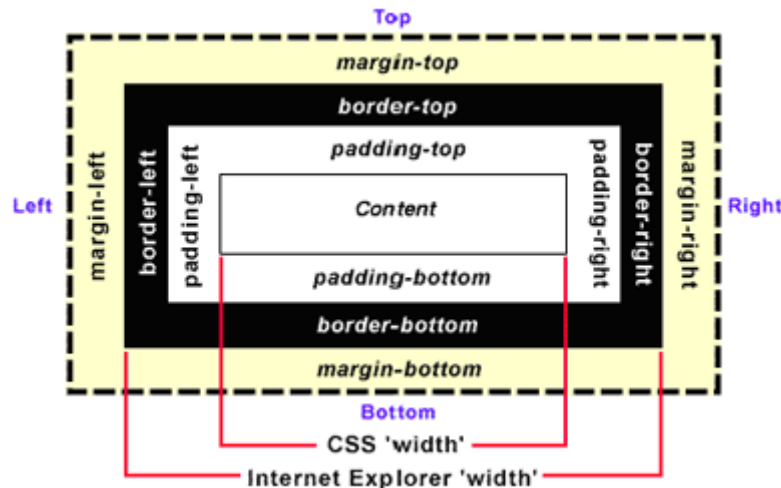 Top
margin-top
border-top
padding-top
Left
margin-left
border-left
padding-left
Content
padding-right
border-right
margin-right
Right
padding-bottom
border-bottom
margin-bottom
Bottom
CSS 'width'
Internet Explorer 'width'